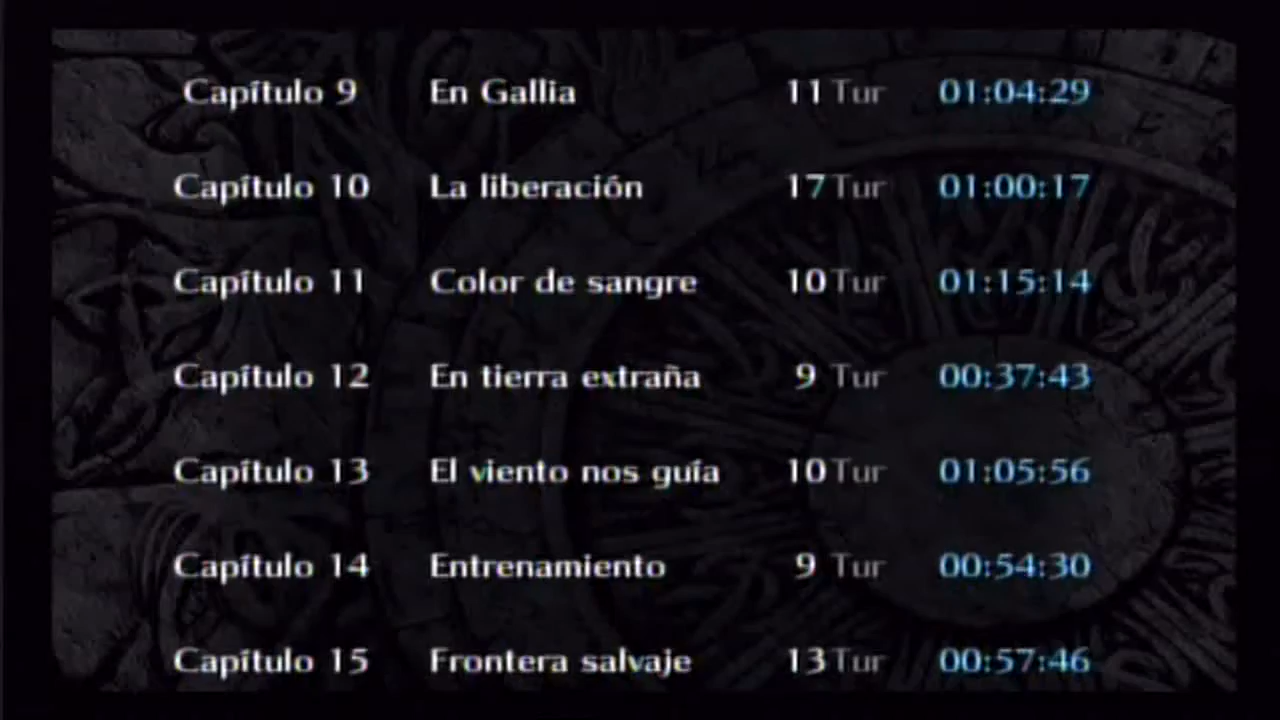 Capítulo 9 En Gallia 11 Tur 01:04:29
Capítulo 10 La liberación 17 Tur 01:00:17
Capítulo 11 Color de sangre 10 Tur 01:15:14
Capítulo 12 En tierra extraña 9 Tur 00:37:43
Capítulo 13 El viento nos guía 10 Tur 01:05:56
Capítulo 14 Entrenamiento 9 Tur 00:54:30
Capítulo 15 Frontera salvaje 13 Tur 00:57:46